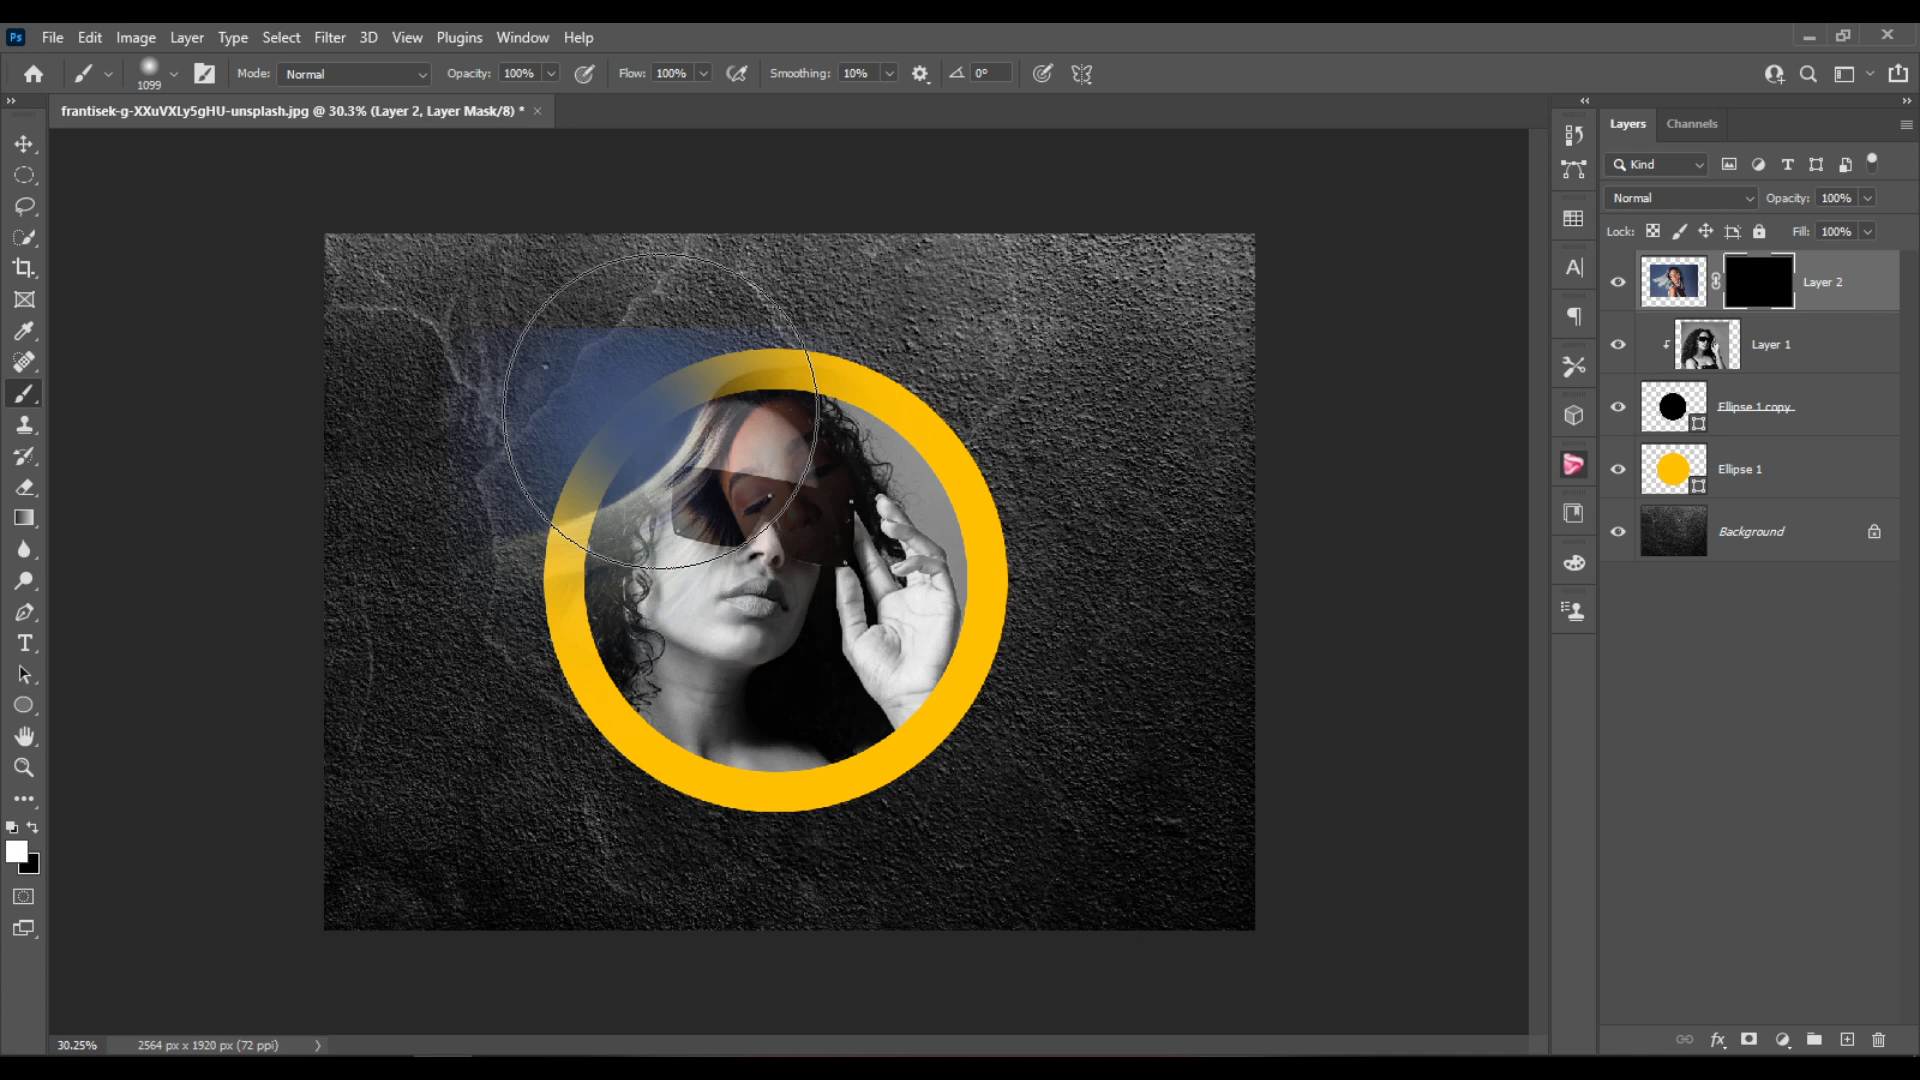 Ps File Edit Image Layer Type Select Filter 3D View Plugins Window Help
1099 Mode: Normal Opacity: 100% Flow: 100% Smoothing: 10% 0°
frantisek-g-XXuVXLy5gHU-unsplash.jpg @ 30.3% (Layer 2, Layer Mask/8) * ×
Layers Channels
Kind
Normal Opacity: 100%
Lock: Fill: 100%
Layer 2
Layer 1
Ellipse 1 copy
Ellipse 1
Background
30.25% 2564 px x 1920 px (72 ppi)
fx